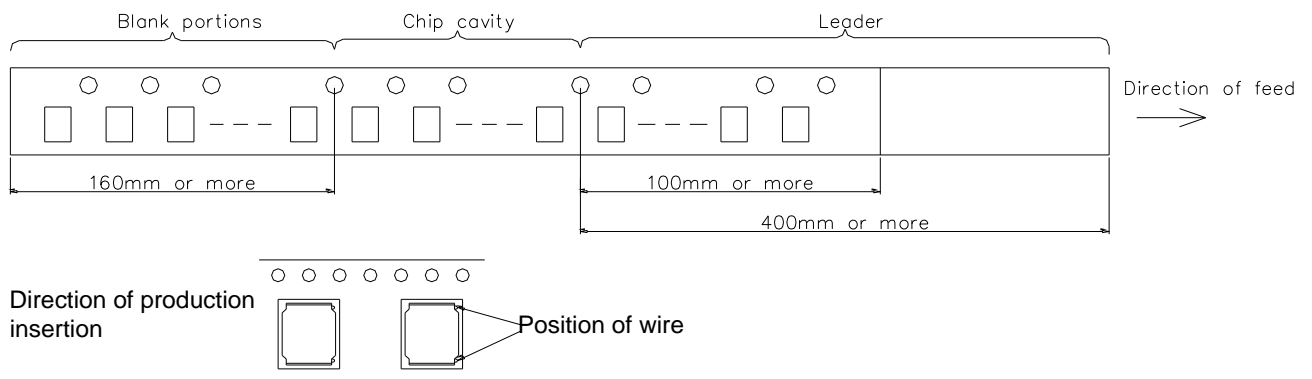 Blank portions
Chip cavity
Leader
Direction of feed
160mm or more
100mm or more
400mm or more
Direction of production
insertion
Position of wire